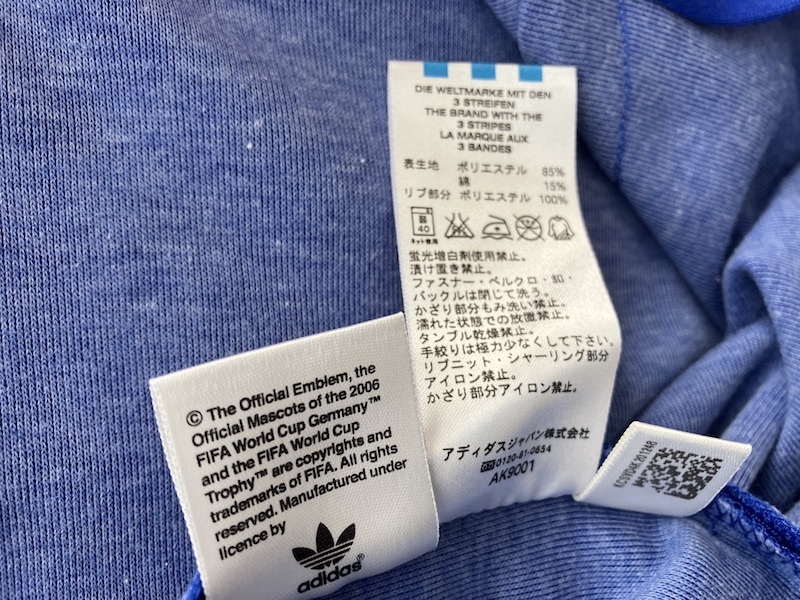 DIE WELTMARKE MIT DEN
3 STREIFEN
THE BRAND WITH THE
3 STRIPES
LA MARQUE AUX
3 BANDES
表生地 ポリエステル 85%
綿 15%
リブ部分 ポリエステル 100%
40
ネット使用
蛍光増白剤使用禁止。
漬け置き禁止。
ファスナー・ベルクロ・釦・
バックルは閉じて洗う。
かざり部分もみ洗い禁止。
濡れた状態での放置禁止。
タンブル乾燥禁止。
手絞りは極力少なくして下さい。
リブニット・シャーリング部分
アイロン禁止。
かざり部分アイロン禁止。
アディダスジャパン株式会社
0120-81-0654
AK9001
© The Official Emblem, the
Official Mascots of the 2006
FIFA World Cup Germany™
and the FIFA World Cup
Trophy™ are copyrights and
trademarks of FIFA. All rights
reserved. Manufactured under
licence by
adidas®